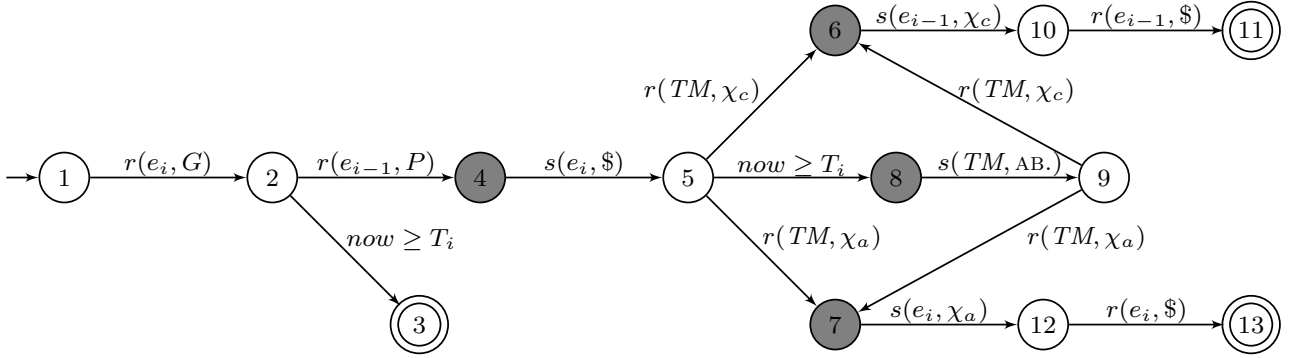 6 s(e_{i−1}, χ_c) 10 r(e_{i−1}, $) 11
r(TM, χ_c) r(TM, χ_c)
1 r(e_i, G) 2 r(e_{i−1}, P) 4 s(e_i, $) 5 now ≥ T_i 8 s(TM, AB.) 9
now ≥ T_i r(TM, χ_a) r(TM, χ_a)
3 7 s(e_i, χ_a) 12 r(e_i, $) 13